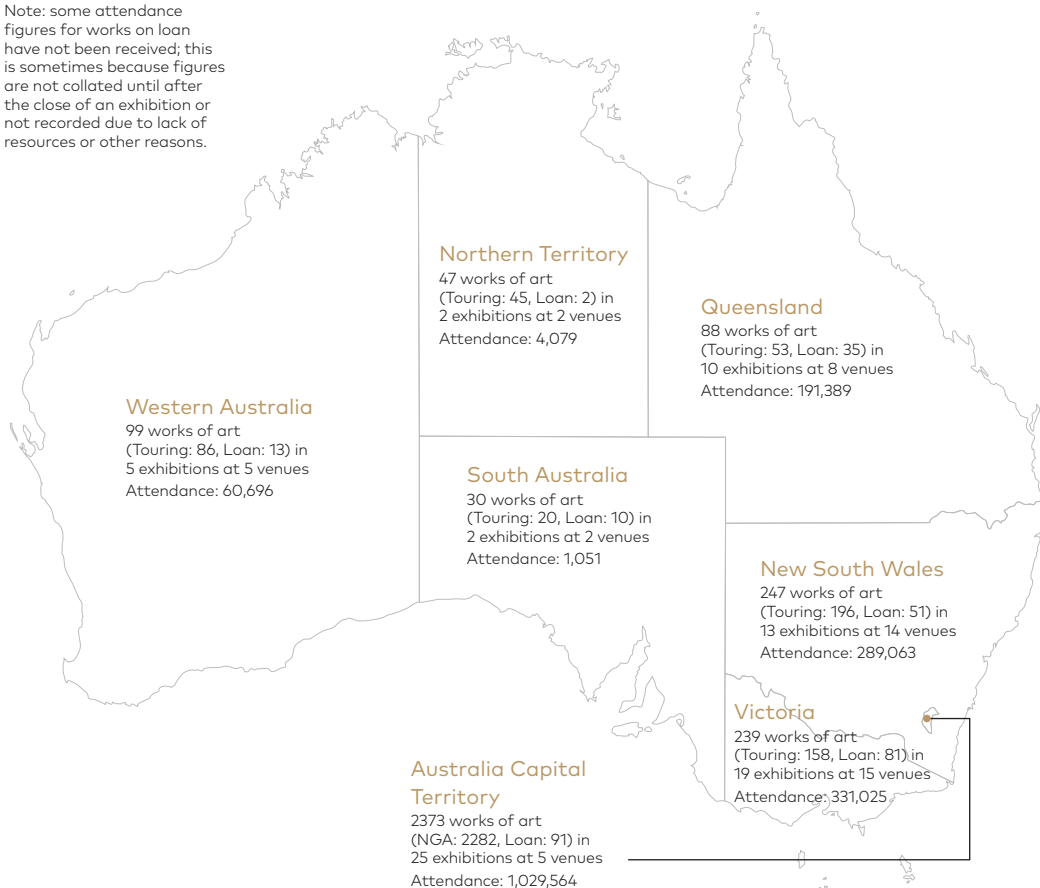 Note: some attendance
figures for works on loan
have not been received; this
is sometimes because figures
are not collated until after
the close of an exhibition or
not recorded due to lack of
resources or other reasons.
Northern Territory
47 works of art
(Touring: 45, Loan: 2) in
2 exhibitions at 2 venues
Attendance: 4,079
Queensland
88 works of art
(Touring: 53, Loan: 35) in
10 exhibitions at 8 venues
Attendance: 191,389
Western Australia
99 works of art
(Touring: 86, Loan: 13) in
5 exhibitions at 5 venues
Attendance: 60,696
South Australia
30 works of art
(Touring: 20, Loan: 10) in
2 exhibitions at 2 venues
Attendance: 1,051
New South Wales
247 works of art
(Touring: 196, Loan: 51) in
13 exhibitions at 14 venues
Attendance: 289,063
Victoria
239 works of art
(Touring: 158, Loan: 81) in
19 exhibitions at 15 venues
Attendance: 331,025
Australia Capital
Territory
2373 works of art
(NGA: 2282, Loan: 91) in
25 exhibitions at 5 venues
Attendance: 1,029,564